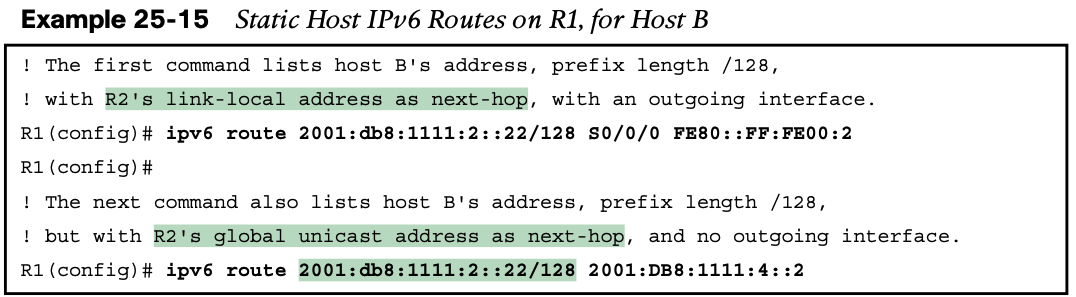 Example 25-15 Static Host IPv6 Routes on R1, for Host B
! The first command lists host B's address, prefix length /128,
! with R2's link-local address as next-hop, with an outgoing interface.
R1(config)# ipv6 route 2001:db8:1111:2::22/128 S0/0/0 FE80::FF:FE00:2
R1(config)#
! The next command also lists host B's address, prefix length /128,
! but with R2's global unicast address as next-hop, and no outgoing interface.
R1(config)# ipv6 route 2001:db8:1111:2::22/128 2001:DB8:1111:4::2